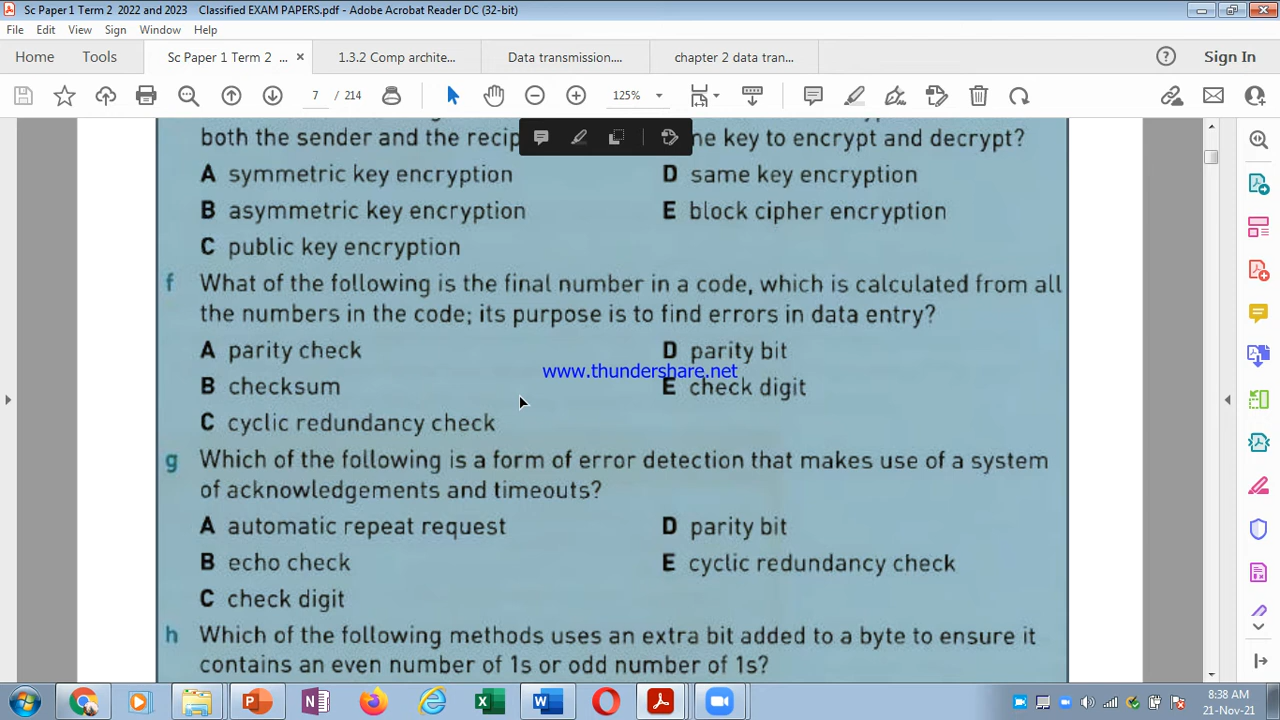 Sc Paper 1 Term 2 2022 and 2023 Classified EXAM PAPERS.pdf - Adobe Acrobat Reader DC (32-bit)
File Edit View Sign Window Help
Home Tools Sc Paper 1 Term 2 ... × 1.3.2 Comp archite... Data transmission.... chapter 2 data tran... Sign In
7 / 214 125%
both the sender and the recip ne key to encrypt and decrypt?
A symmetric key encryption D same key encryption
B asymmetric key encryption E block cipher encryption
C public key encryption
f What of the following is the final number in a code, which is calculated from all
the numbers in the code; its purpose is to find errors in data entry?
A parity check D parity bit
www.thundershare.net
B checksum E check digit
C cyclic redundancy check
g Which of the following is a form of error detection that makes use of a system
of acknowledgements and timeouts?
A automatic repeat request D parity bit
B echo check E cyclic redundancy check
C check digit
h Which of the following methods uses an extra bit added to a byte to ensure it
contains an even number of 1s or odd number of 1s?
8:38 AM
21-Nov-21